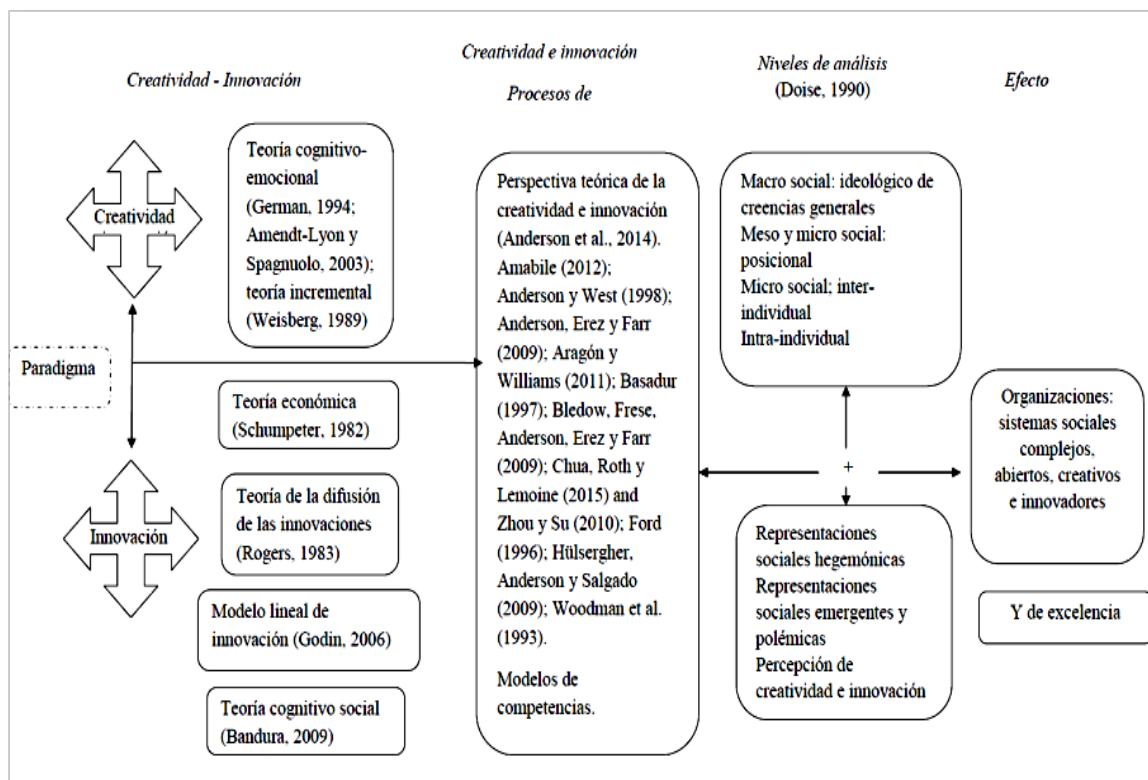 Creatividad - Innovación
Creatividad e innovación
Procesos de
Niveles de análisis
(Doise, 1990)
Efecto
Creatividad
Paradigma
Innovación
Teoría cognitivo-
emocional
(German, 1994;
Amendt-Lyon y
Spagnuolo, 2003);
teoría incremental
(Weisberg, 1989)
Teoría económica
(Schumpeter, 1982)
Teoría de la difusión
de las innovaciones
(Rogers, 1983)
Modelo lineal de
innovación (Godin, 2006)
Teoría cognitivo social
(Bandura, 2009)
Perspectiva teórica de la
creatividad e innovación
(Anderson et al., 2014).
Amabile (2012);
Anderson y West (1998);
Anderson, Erez y Farr
(2009); Aragón y
Williams (2011); Basadur
(1997); Bledow, Frese,
Anderson, Erez y Farr
(2009); Chua, Roth y
Lemoine (2015) and
Zhou y Su (2010); Ford
(1996); Hülsergher,
Anderson y Salgado
(2009); Woodman et al.
(1993).
Modelos de
competencias.
Macro social: ideológico de
creencias generales
Meso y micro social:
posicional
Micro social; inter-
individual
Intra-individual
+
Representaciones
sociales hegemónicas
Representaciones
sociales emergentes y
polémicas
Percepción de
creatividad e innovación
Organizaciones:
sistemas sociales
complejos,
abiertos, creativos
e innovadores
Y de excelencia